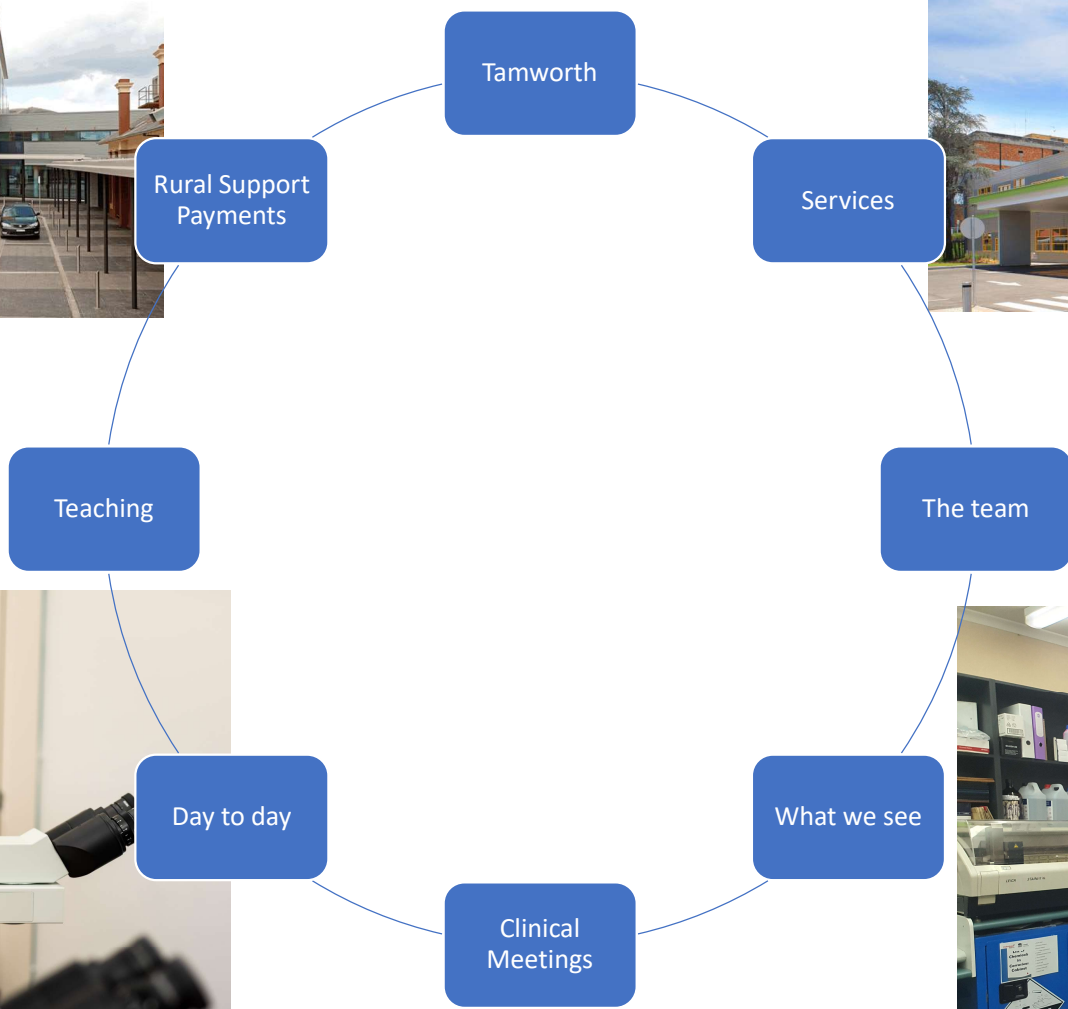 Tamworth
Rural Support
Payments
Services
Teaching
The team
Day to day
What we see
Clinical
Meetings